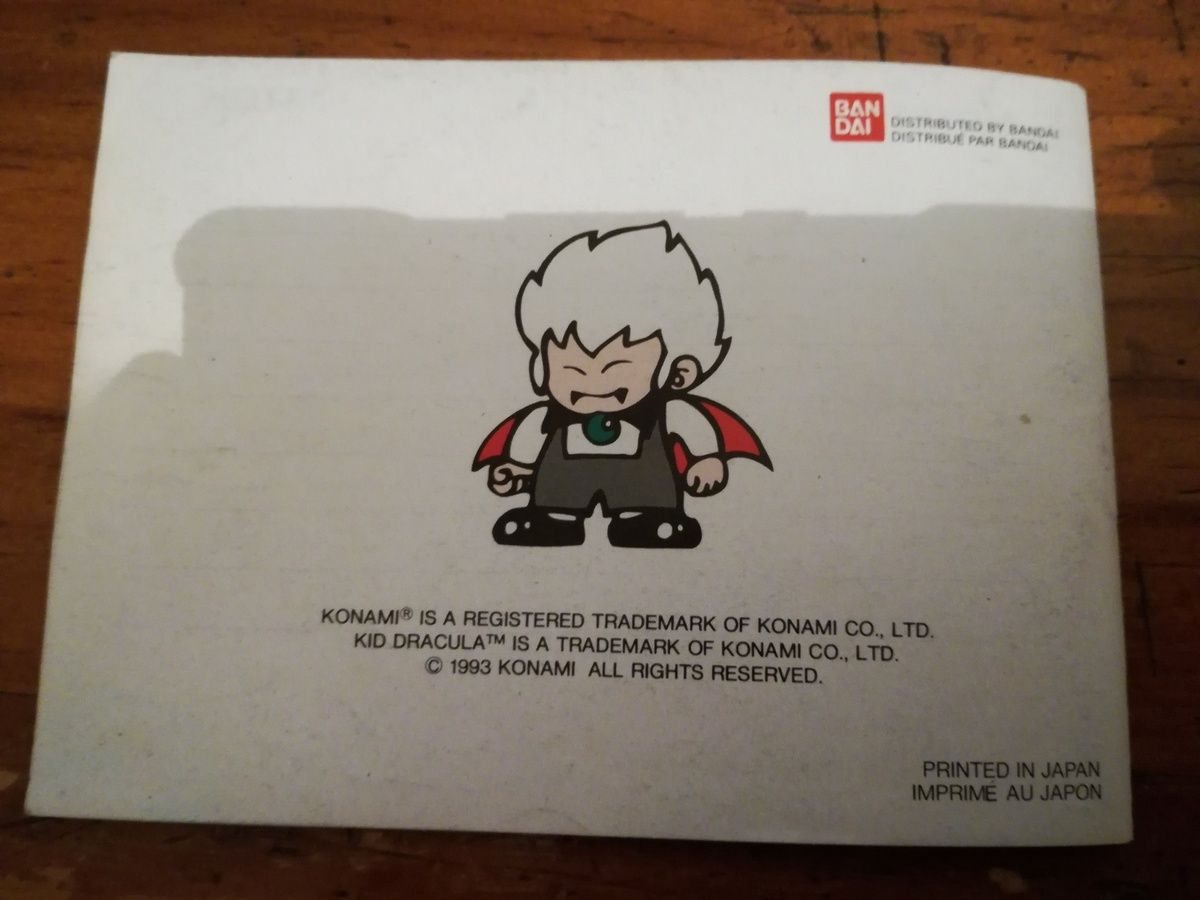 BAN
DAI
DISTRIBUTED BY BANDAI
DISTRIBUÉ PAR BANDAI
KONAMI® IS A REGISTERED TRADEMARK OF KONAMI CO., LTD.
KID DRACULA™ IS A TRADEMARK OF KONAMI CO., LTD.
© 1993 KONAMI ALL RIGHTS RESERVED.
PRINTED IN JAPAN
IMPRIMÉ AU JAPON